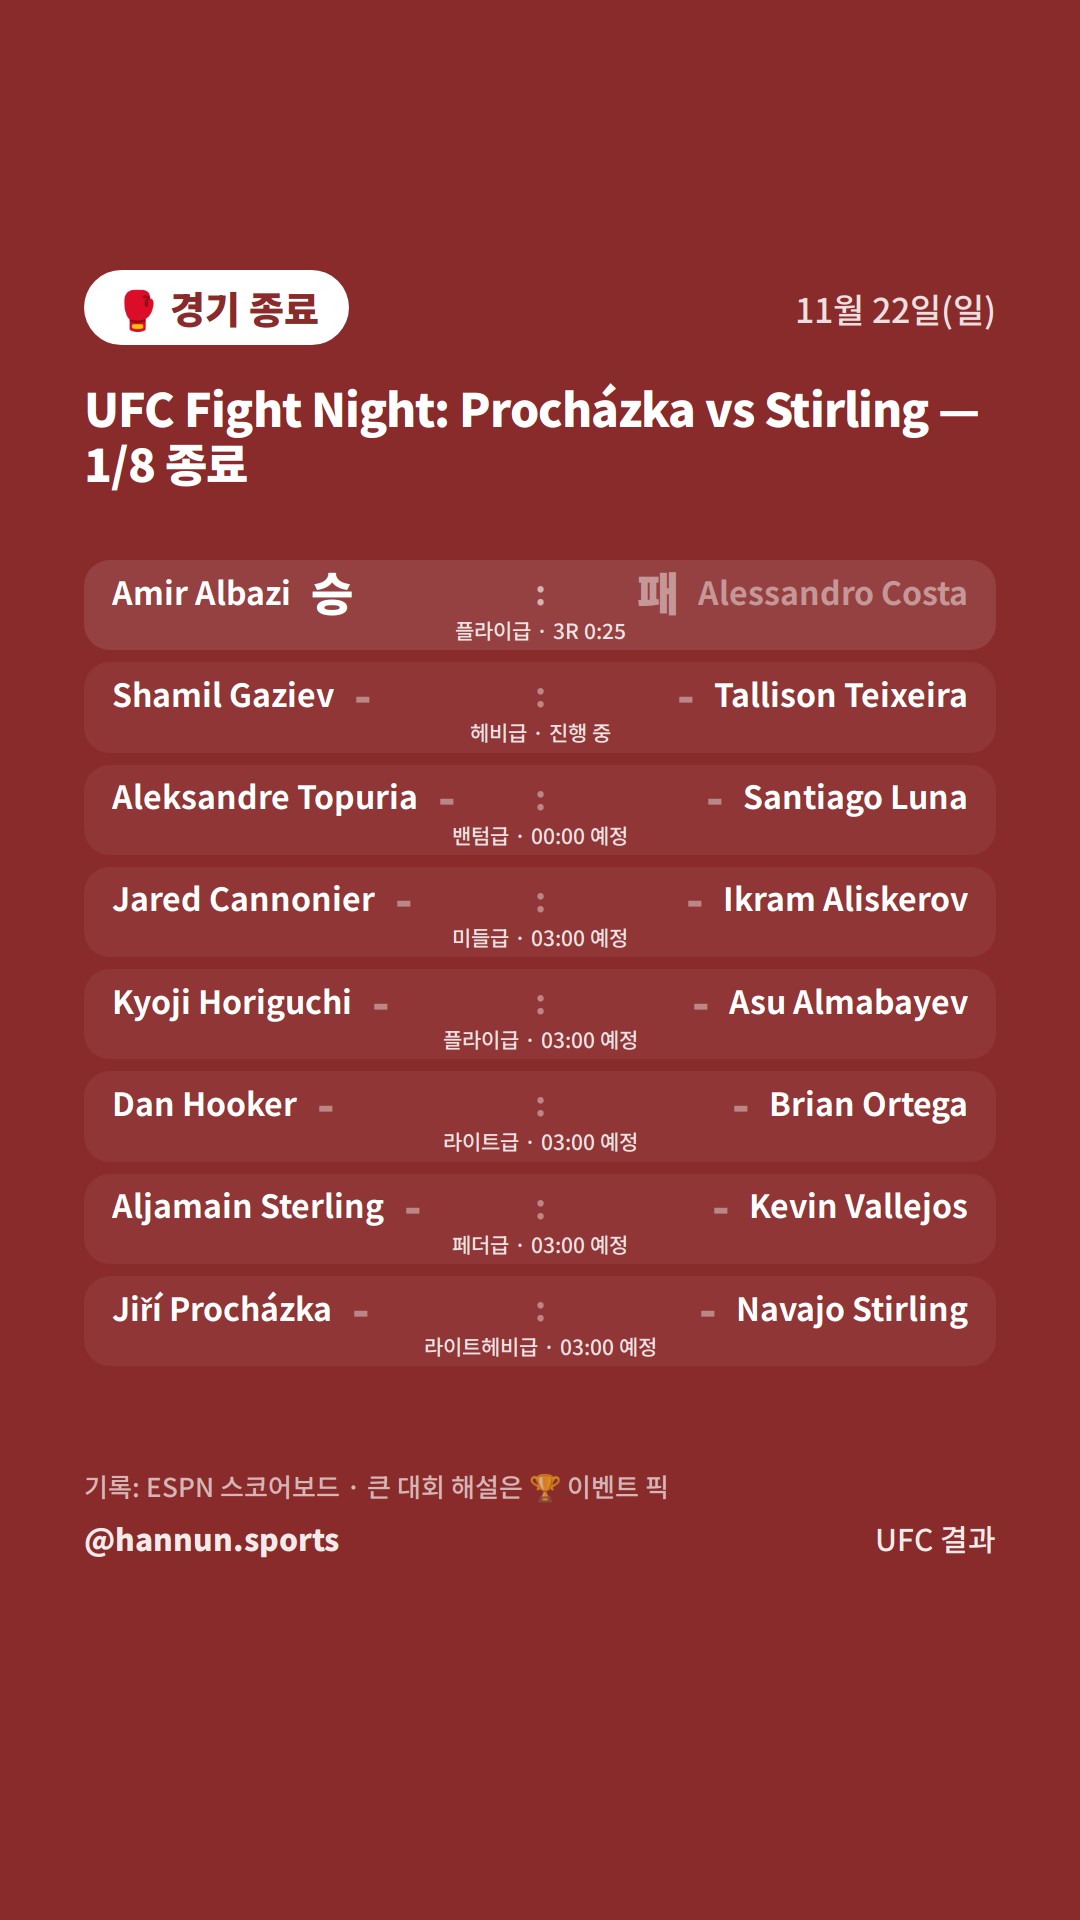 🥊 경기 종료
11월 22일(일)
UFC Fight Night: Procházka vs Stirling —
1/8 종료
Amir Albazi 승 : 패 Alessandro Costa
플라이급 · 3R 0:25
Shamil Gaziev - : - Tallison Teixeira
헤비급 · 진행 중
Aleksandre Topuria - : - Santiago Luna
밴텀급 · 00:00 예정
Jared Cannonier - : - Ikram Aliskerov
미들급 · 03:00 예정
Kyoji Horiguchi - : - Asu Almabayev
플라이급 · 03:00 예정
Dan Hooker - : - Brian Ortega
라이트급 · 03:00 예정
Aljamain Sterling - : - Kevin Vallejos
페더급 · 03:00 예정
Jiří Procházka - : - Navajo Stirling
라이트헤비급 · 03:00 예정
기록: ESPN 스코어보드 · 큰 대회 해설은 🏆 이벤트 픽
@hannun.sports
UFC 결과